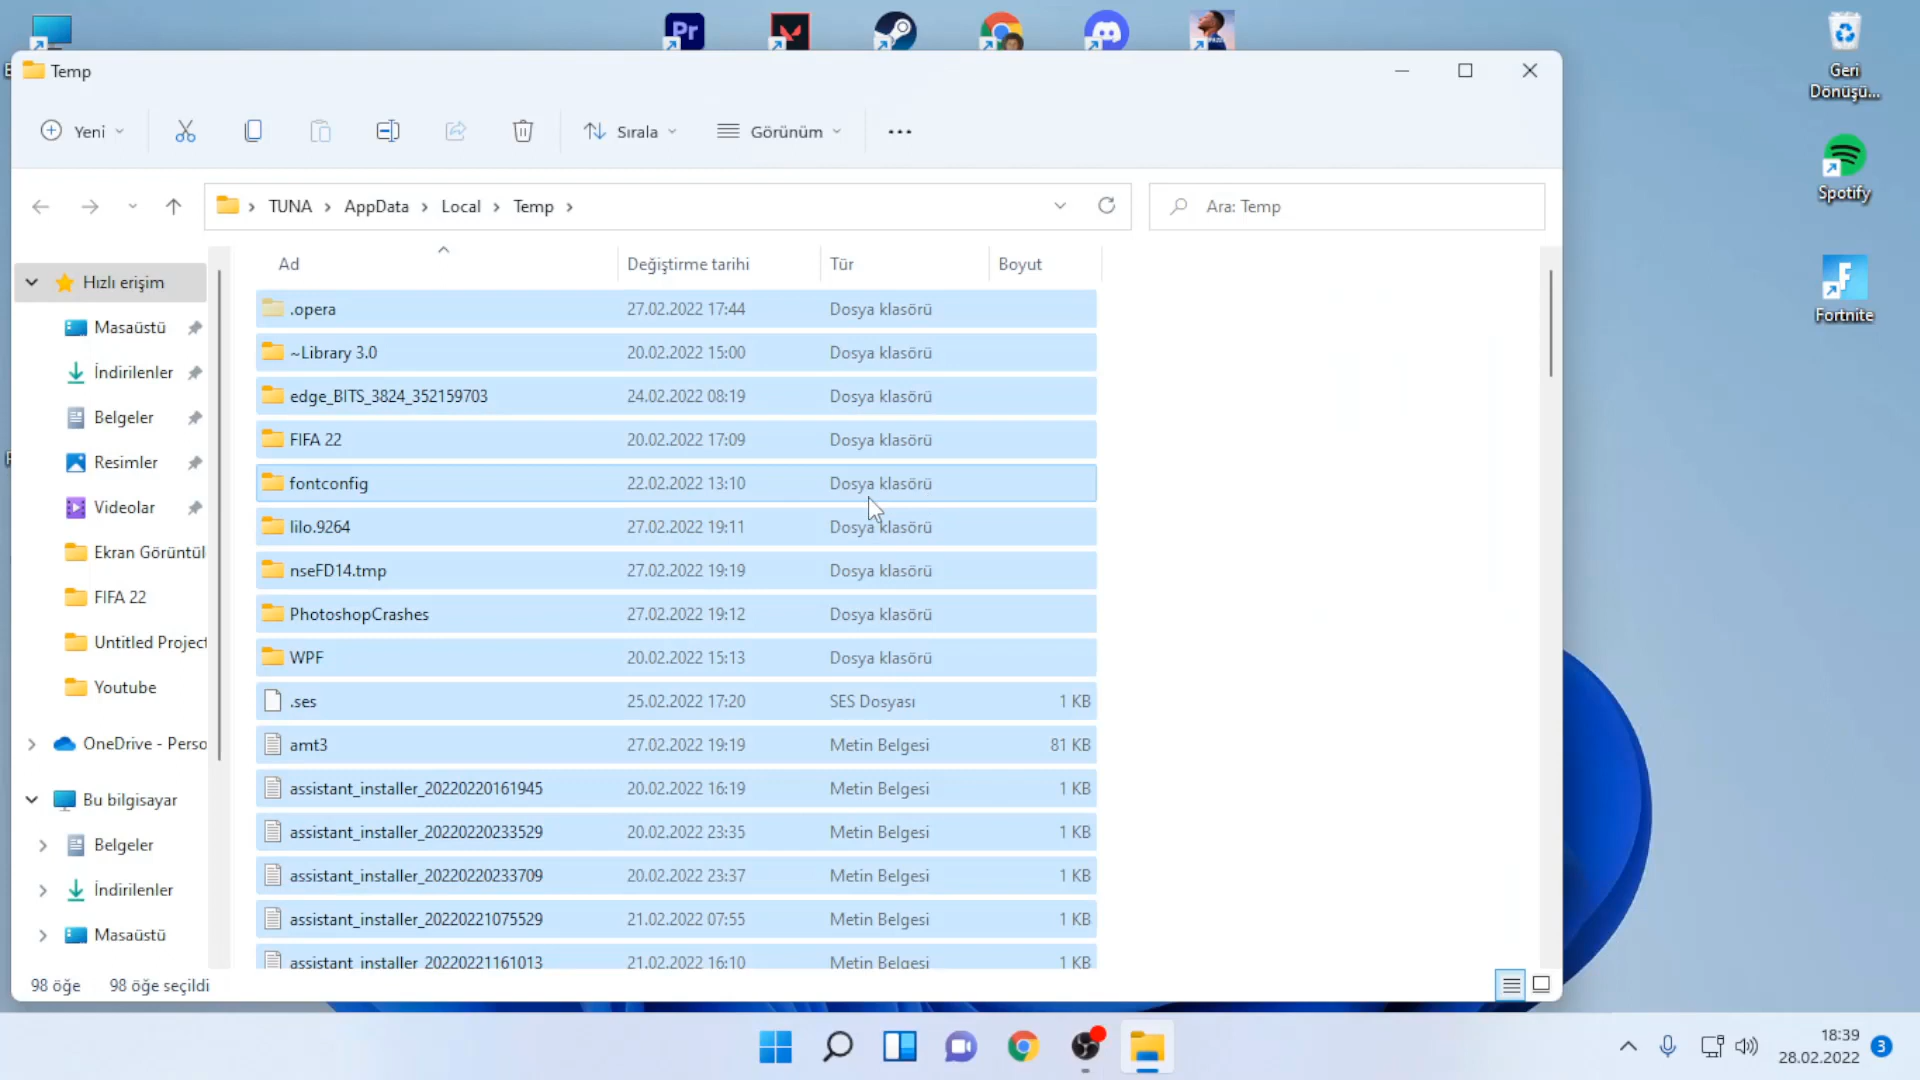 Pr
Geri
Dönüşü...
Spotify
Fortnite
Temp
Yeni
Sırala
Görünüm
TUNA > AppData > Local > Temp >
Ara: Temp
Ad Değiştirme tarihi Tür Boyut
Hızlı erişim
Masaüstü
İndirilenler
Belgeler
Resimler
Videolar
Ekran Görüntül
FIFA 22
Untitled Project
Youtube
OneDrive - Perso
Bu bilgisayar
Belgeler
İndirilenler
Masaüstü
.opera 27.02.2022 17:44 Dosya klasörü
~Library 3.0 20.02.2022 15:00 Dosya klasörü
edge_BITS_3824_352159703 24.02.2022 08:19 Dosya klasörü
FIFA 22 20.02.2022 17:09 Dosya klasörü
fontconfig 22.02.2022 13:10 Dosya klasörü
lilo.9264 27.02.2022 19:11 Dosya klasörü
nseFD14.tmp 27.02.2022 19:19 Dosya klasörü
PhotoshopCrashes 27.02.2022 19:12 Dosya klasörü
WPF 20.02.2022 15:13 Dosya klasörü
.ses 25.02.2022 17:20 SES Dosyası 1 KB
amt3 27.02.2022 19:19 Metin Belgesi 81 KB
assistant_installer_20220220161945 20.02.2022 16:19 Metin Belgesi 1 KB
assistant_installer_20220220233529 20.02.2022 23:35 Metin Belgesi 1 KB
assistant_installer_20220220233709 20.02.2022 23:37 Metin Belgesi 1 KB
assistant_installer_20220221075529 21.02.2022 07:55 Metin Belgesi 1 KB
assistant_installer_20220221161013 21.02.2022 16:10 Metin Belgesi 1 KB
98 öğe 98 öğe seçildi
18:39
28.02.2022
3